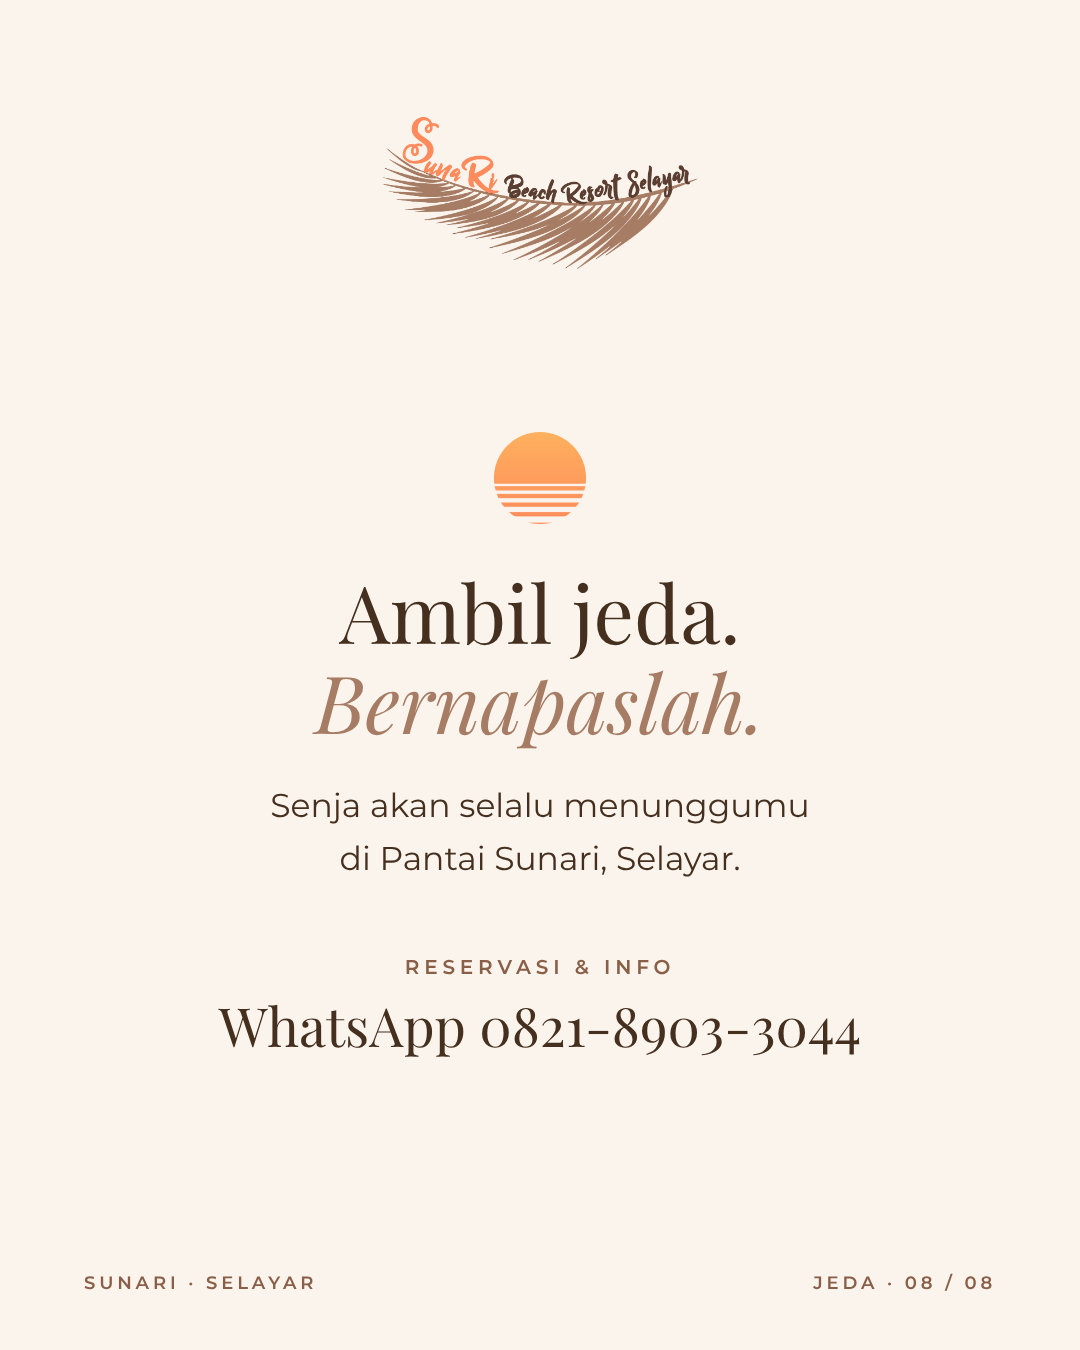 SunaRi Beach Resort Selayar
Ambil jeda.
Bernapaslah.
Senja akan selalu menunggumu
di Pantai Sunari, Selayar.
RESERVASI & INFO
WhatsApp 0821-8903-3044
SUNARI · SELAYAR
JEDA · 08 / 08